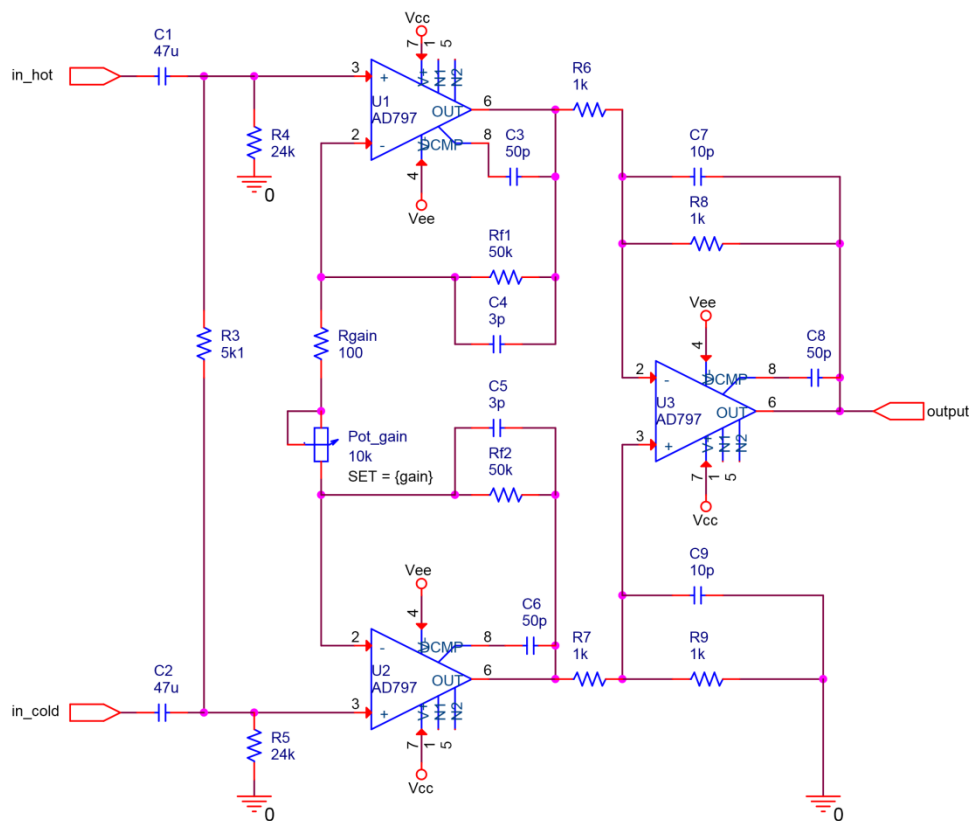 Vcc
C1
47u
7
1
5
in_hot
3
+
V+
N1
N2
R6
1k
U1
AD797
OUT
6
R4
24k
2
-
V-
DCMP
8
C3
50p
C7
10p
4
0
Vee
R8
1k
Rf1
50k
C4
3p
Vee
R3
5k1
Rgain
100
4
C8
50p
C5
3p
2
-
V-
DCMP
8
U3
AD797
OUT
6
output
Pot_gain
10k
SET = {gain}
Rf2
50k
3
+
V+
N1
N2
7
1
5
Vcc
Vee
C9
10p
4
C6
50p
2
-
V-
DCMP
8
R7
1k
R9
1k
U2
AD797
OUT
6
C2
47u
in_cold
3
+
V+
N1
N2
R5
24k
7
1
5
Vcc
0
0